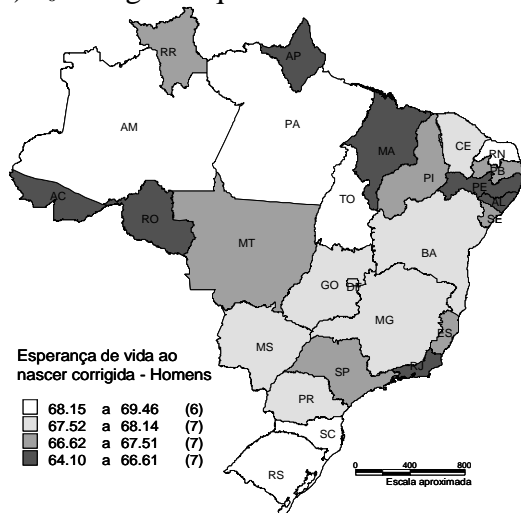 RR
AP
AM
PA
MA
CE
RN
PB
PI
PE
AC
AL
TO
SE
RO
MT
BA
GO
DF
MG
MS
ES
SP
RJ
PR
SC
RS
Esperança de vida ao
nascer corrigida - Homens
68.15 a 69.46 (6)
67.52 a 68.14 (7)
66.62 a 67.51 (7)
64.10 a 66.61 (7)
0 400 800
Escala aproximada